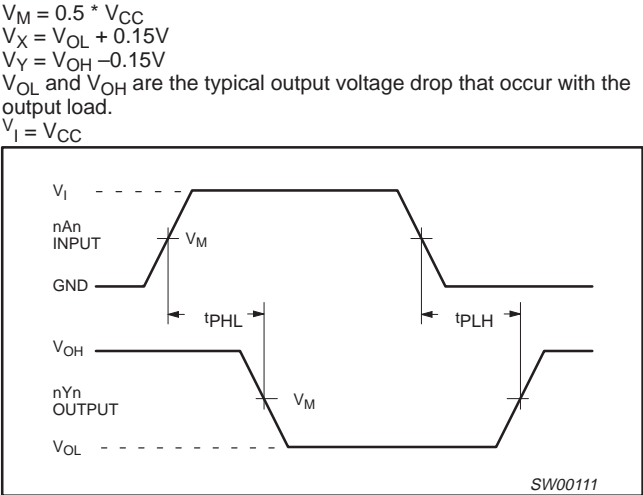 VM = 0.5 * VCC
VX = VOL + 0.15V
VY = VOH –0.15V
VOL and VOH are the typical output voltage drop that occur with the
output load.
VI = VCC
VI
nAn
INPUT
VM
GND
tPHL
tPLH
VOH
nYn
OUTPUT
VM
VOL
SW00111